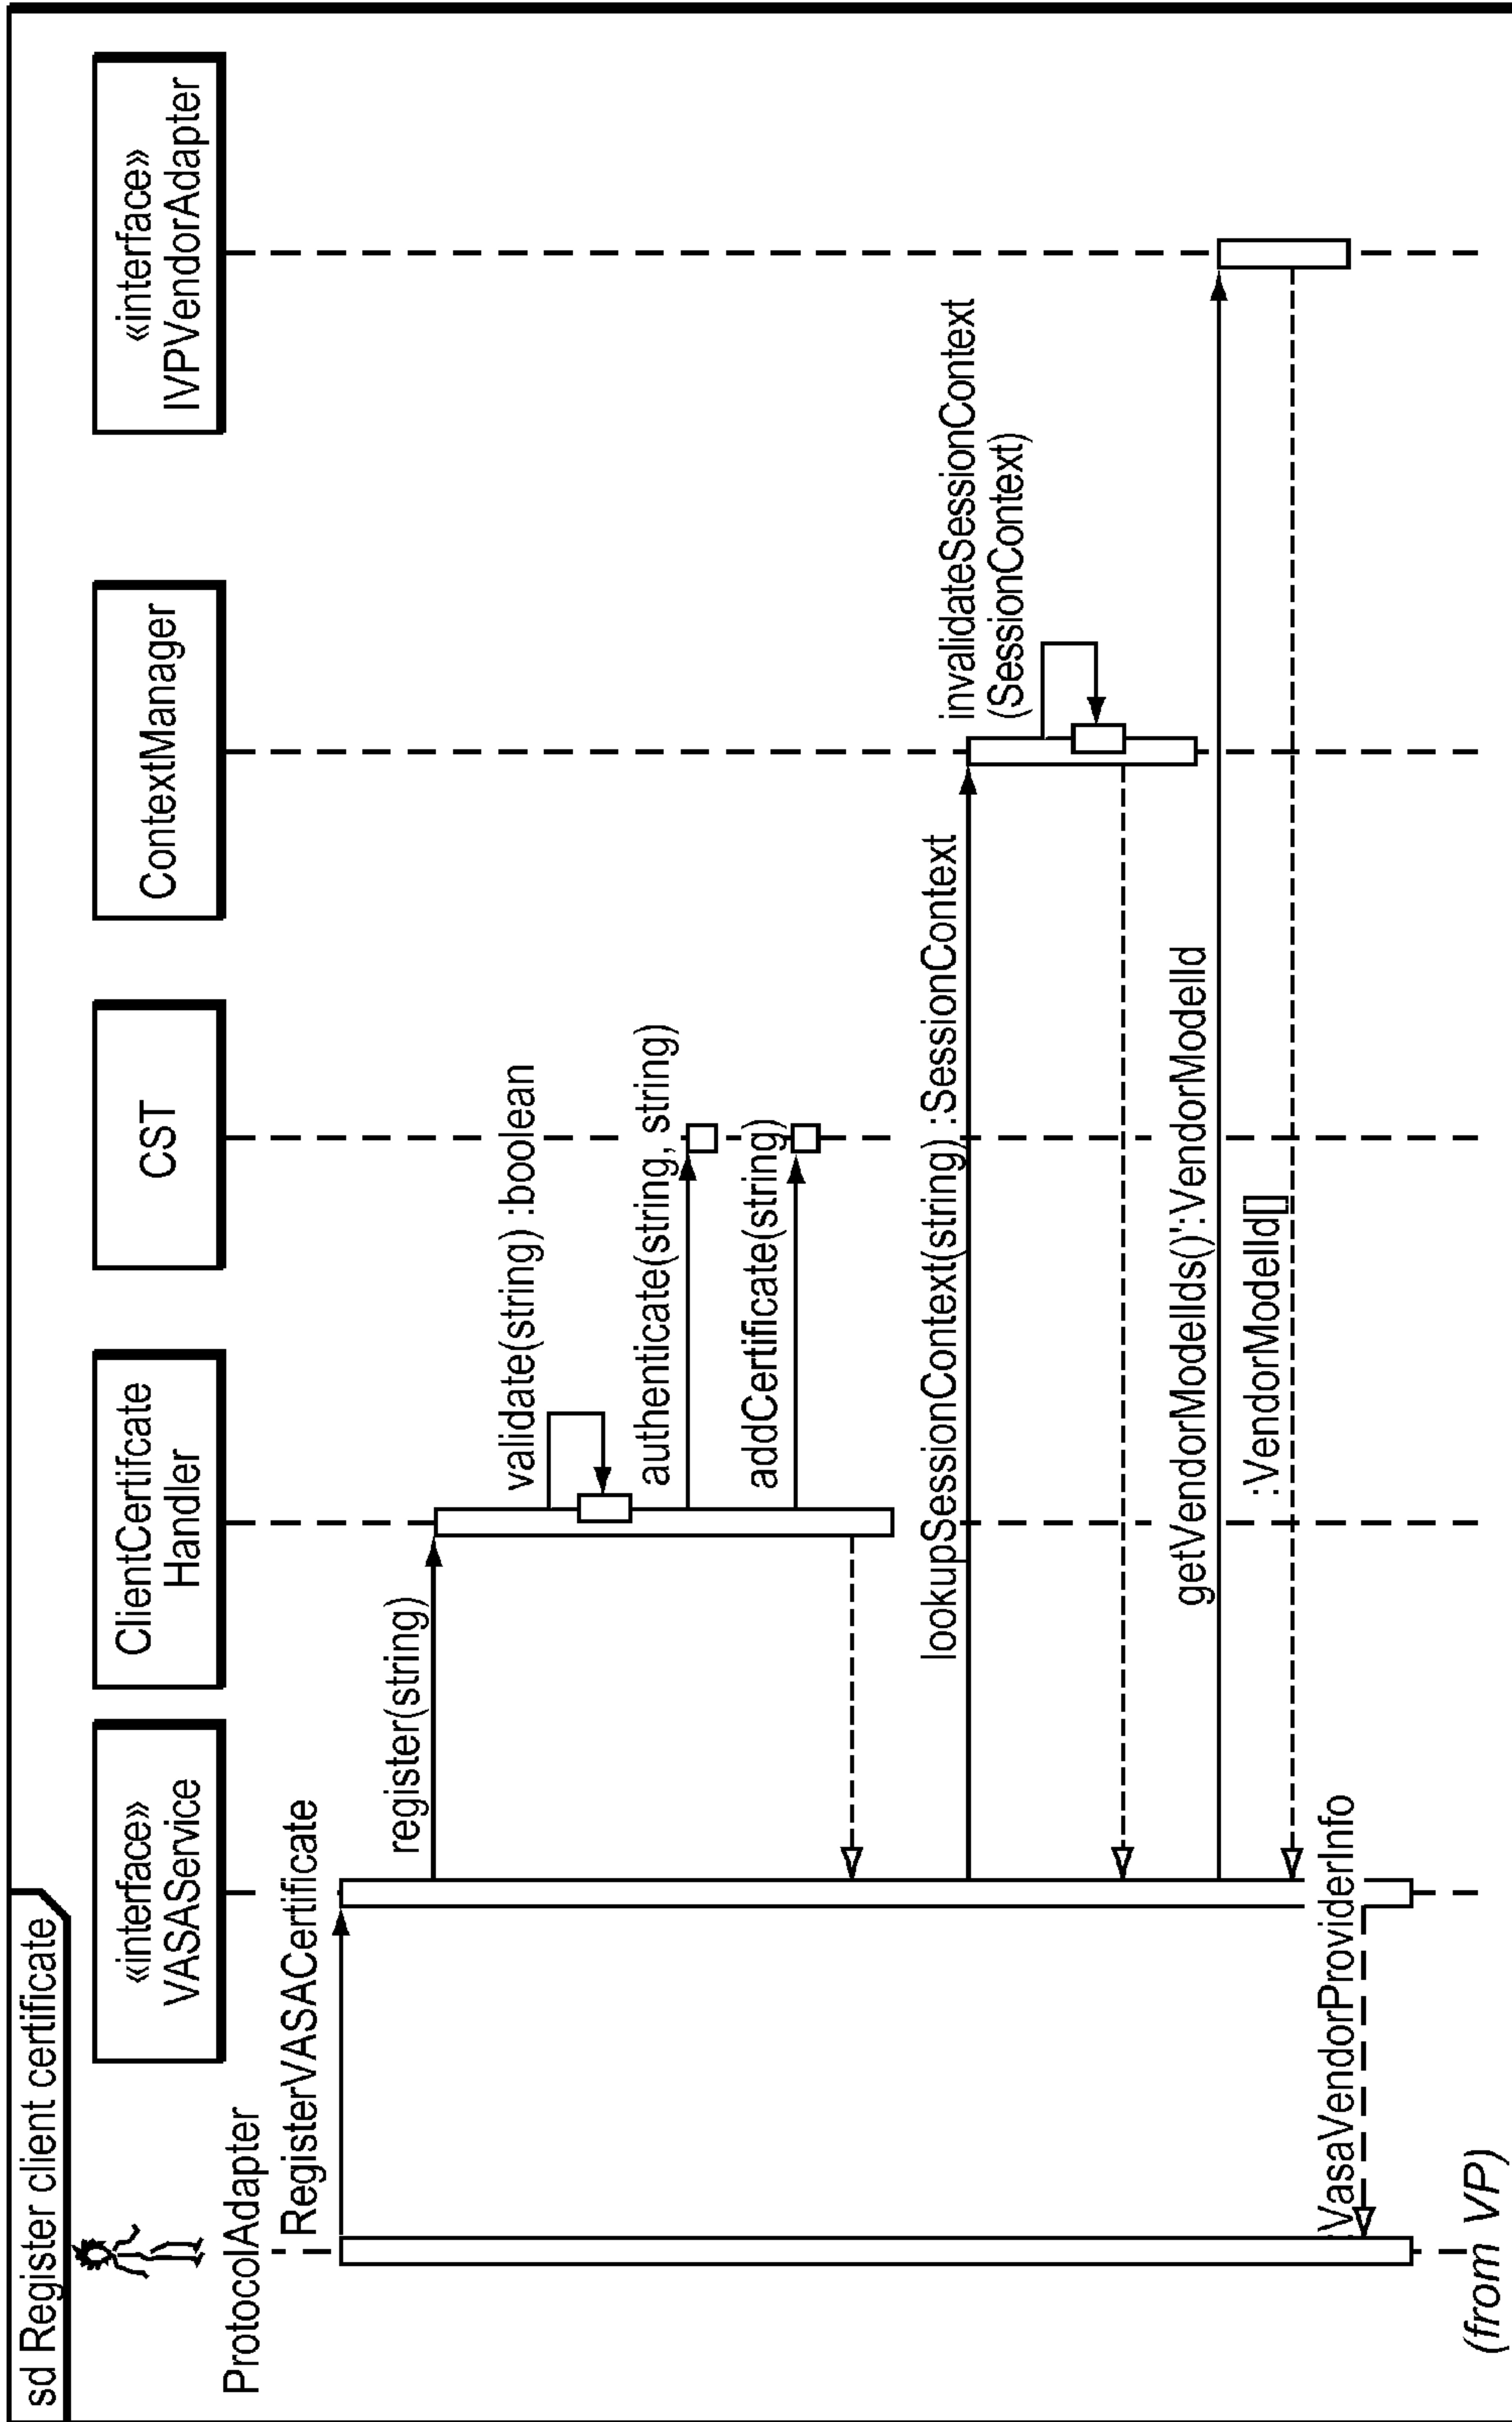 sd Register client certificate
ProtocolAdapter
«interface»
VASAService
ClientCertifcate
Handler
CST
ContextManager
«interface»
IVPVendorAdapter
RegisterVASACertificate
register(string)
validate(string) :boolean
authenticate(string, string)
addCertificate(string)
lookupSessionContext(string) :SessionContext
invalidateSessionContext
(SessionContext)
getVendorModelIds()':VendorModelId
:VendorModelId[]
:VasaVendorProviderInfo
(from VP)